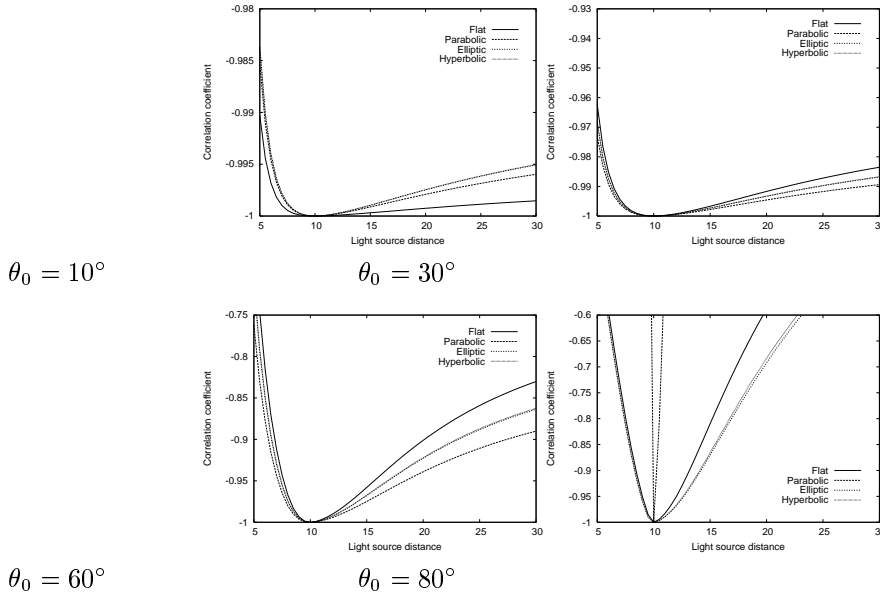 -0.98
-0.985
-0.99
-0.995
-1
Correlation coefficient
5 10 15 20 25 30
Light source distance
Flat
Parabolic
Elliptic
Hyperbolic
-0.93
-0.94
-0.95
-0.96
-0.97
-0.98
-0.99
-1
Correlation coefficient
5 10 15 20 25 30
Light source distance
Flat
Parabolic
Elliptic
Hyperbolic
θ₀ = 10° θ₀ = 30°
-0.75
-0.8
-0.85
-0.9
-0.95
-1
Correlation coefficient
5 10 15 20 25 30
Light source distance
Flat
Parabolic
Elliptic
Hyperbolic
-0.6
-0.65
-0.7
-0.75
-0.8
-0.85
-0.9
-0.95
-1
Correlation coefficient
5 10 15 20 25 30
Light source distance
Flat
Parabolic
Elliptic
Hyperbolic
θ₀ = 60° θ₀ = 80°